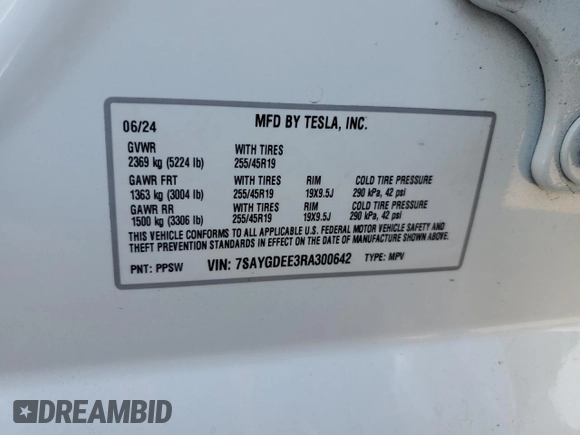 06/24 MFD BY TESLA, INC.
GVWR WITH TIRES
2369 kg (5224 lb) 255/45R19
GAWR FRT WITH TIRES RIM COLD TIRE PRESSURE
1363 kg (3004 lb) 255/45R19 19X9.5J 290 kPa, 42 psi
GAWR RR WITH TIRES RIM COLD TIRE PRESSURE
1500 kg (3306 lb) 255/45R19 19X9.5J 290 kPa, 42 psi
THIS VEHICLE CONFORMS TO ALL APPLICABLE U.S. FEDERAL MOTOR VEHICLE SAFETY AND
THEFT PREVENTION STANDARDS IN EFFECT ON THE DATE OF MANUFACTURE SHOWN ABOVE.
PNT: PPSW VIN: 7SAYGDEE3RA300642 TYPE: MPV
DREAMBID